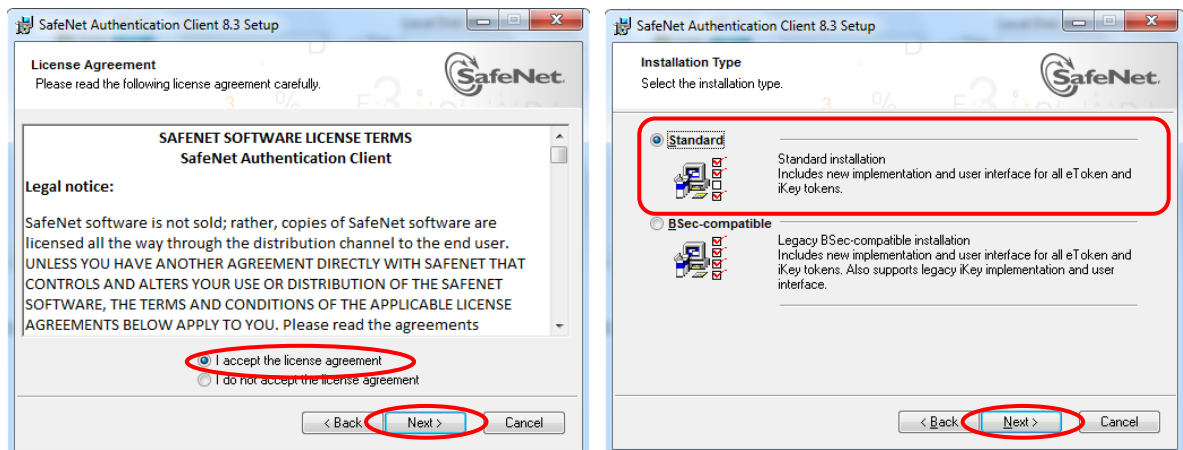 SafeNet Authentication Client 8.3 Setup
License Agreement
Please read the following license agreement carefully.
SafeNet.
SAFENET SOFTWARE LICENSE TERMS
SafeNet Authentication Client
Legal notice:
SafeNet software is not sold; rather, copies of SafeNet software are
licensed all the way through the distribution channel to the end user.
UNLESS YOU HAVE ANOTHER AGREEMENT DIRECTLY WITH SAFENET THAT
CONTROLS AND ALTERS YOUR USE OR DISTRIBUTION OF THE SAFENET
SOFTWARE, THE TERMS AND CONDITIONS OF THE APPLICABLE LICENSE
AGREEMENTS BELOW APPLY TO YOU. Please read the agreements
I accept the license agreement
I do not accept the license agreement
< Back
Next >
Cancel
SafeNet Authentication Client 8.3 Setup
Installation Type
Select the installation type.
SafeNet.
Standard
Standard installation
Includes new implementation and user interface for all eToken and
iKey tokens.
BSec-compatible
Legacy BSec-compatible installation
Includes new implementation and user interface for all eToken and
iKey tokens. Also supports legacy iKey implementation and user
interface.
< Back
Next >
Cancel